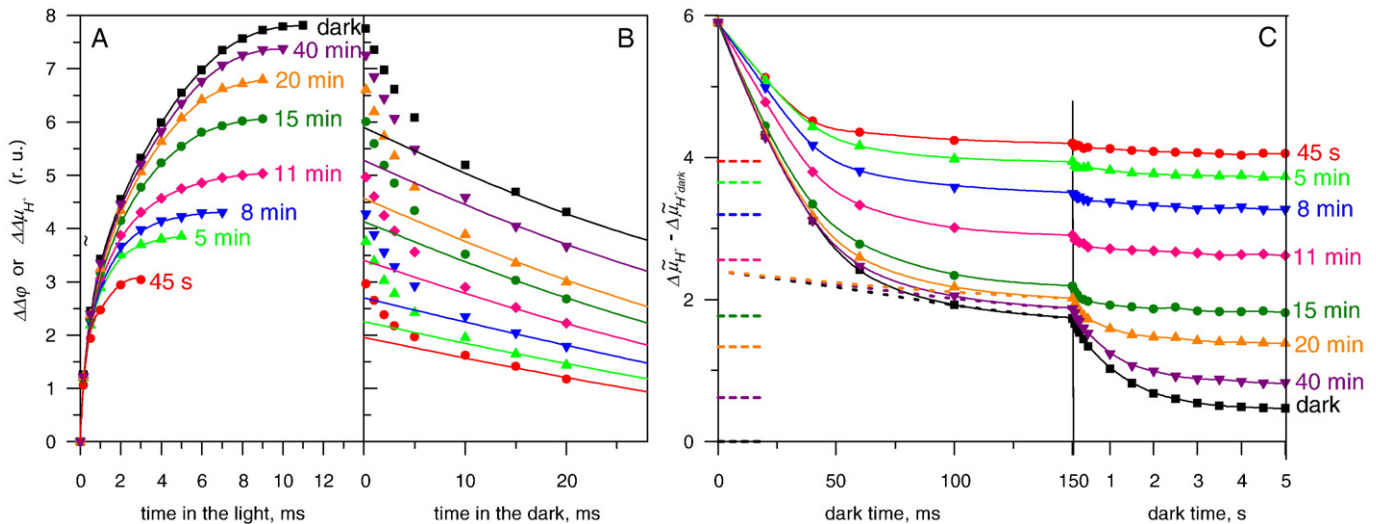 8
7
6
5
4
3
2
1
0
ΔΔφ or ΔΔμ̃H⁺ (r. u.)
A
dark
40 min
20 min
15 min
11 min
8 min
5 min
45 s
0 2 4 6 8 10 12
time in the light, ms
B
0 10 20
time in the dark, ms
6
4
2
0
Δμ̃H⁺ - Δμ̃H⁺dark
C
45 s
5 min
8 min
11 min
15 min
20 min
40 min
dark
0 50 100 150 1 2 3 4 5
dark time, ms
dark time, s